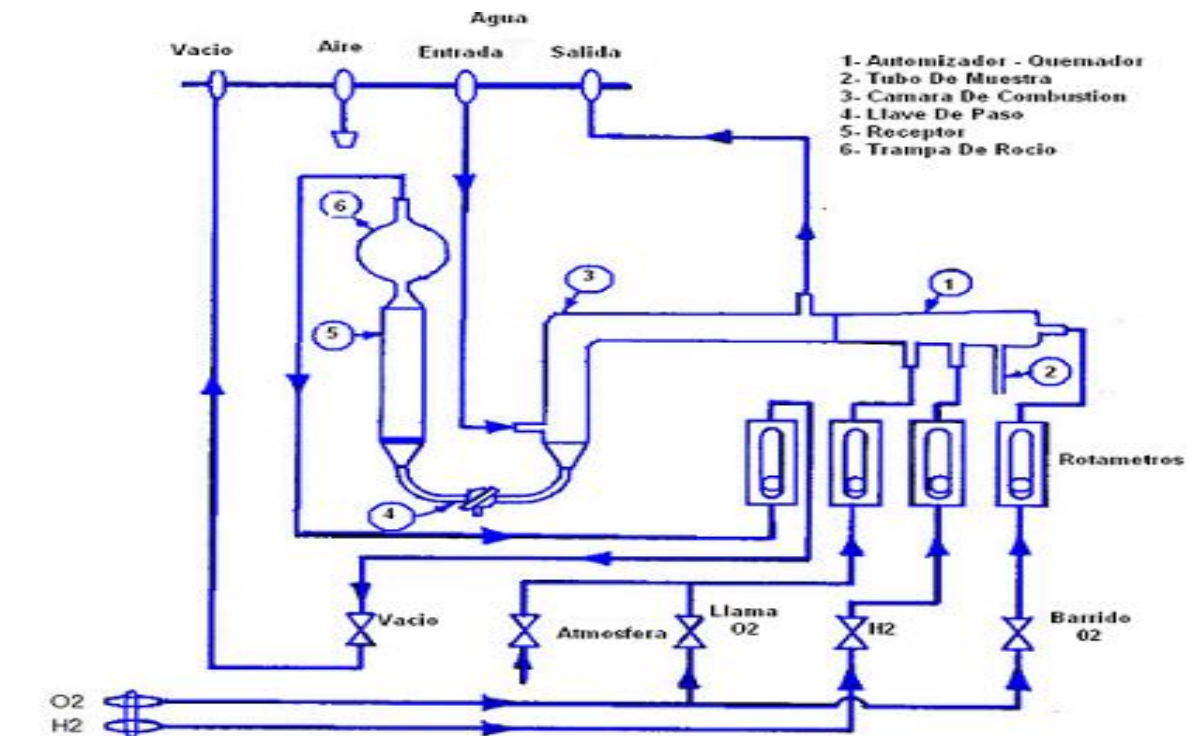 Agua
Vacio
Aire
Entrada
Salida
1- Automizador - Quemador
2- Tubo De Muestra
3- Camara De Combustion
4- Llave De Paso
5- Receptor
6- Trampa De Rocio
6
3
1
5
2
Rotametros
4
Vacio
Atmosfera
Llama
O2
H2
Barrido
02
O2
H2